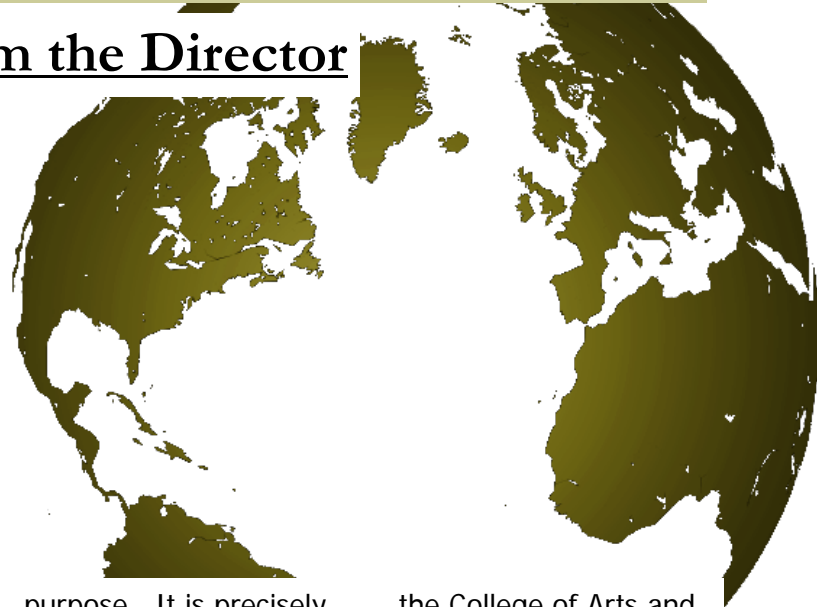 m the Director
purpose. It is precisely
the College of Arts and